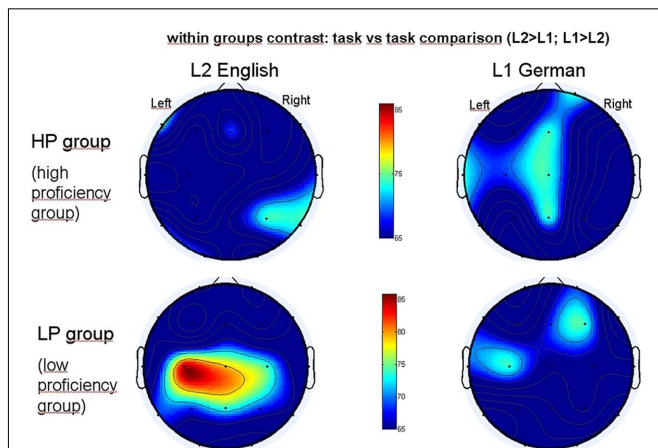 within groups contrast: task vs task comparison (L2>L1; L1>L2)
L2 English
L1 German
Left
Right
Left
Right
HP group
(high
proficiency
group)
85
75
65
LP group
(low
proficiency
group)
85
80
75
70
65